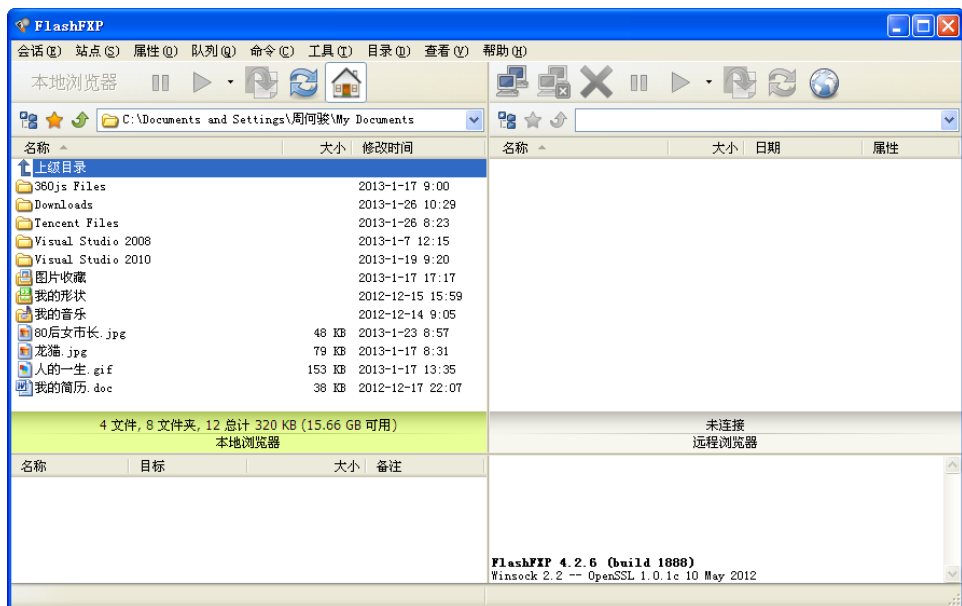 FlashFXP
会话(E) 站点(S) 属性(O) 队列(Q) 命令(C) 工具(T) 目录(D) 查看(V) 帮助(H)
本地浏览器
C:\Documents and Settings\周何骏\My Documents
名称 大小 修改时间
上级目录
360js Files 2013-1-17 9:00
Downloads 2013-1-26 10:29
Tencent Files 2013-1-26 8:23
Visual Studio 2008 2013-1-7 12:15
Visual Studio 2010 2013-1-19 9:20
图片收藏 2013-1-17 17:17
我的形状 2012-12-15 15:59
我的音乐 2012-12-14 9:05
80后女市长.jpg 48 KB 2013-1-23 8:57
龙猫.jpg 79 KB 2013-1-17 8:31
人的一生.gif 153 KB 2013-1-17 13:35
我的简历.doc 38 KB 2012-12-17 22:07
4 文件, 8 文件夹, 12 总计 320 KB (15.66 GB 可用)
本地浏览器
名称 大小 日期 属性
未连接
远程浏览器
名称 目标 大小 备注
FlashFXP 4.2.6 (build 1888)
Winsock 2.2 -- OpenSSL 1.0.1c 10 May 2012